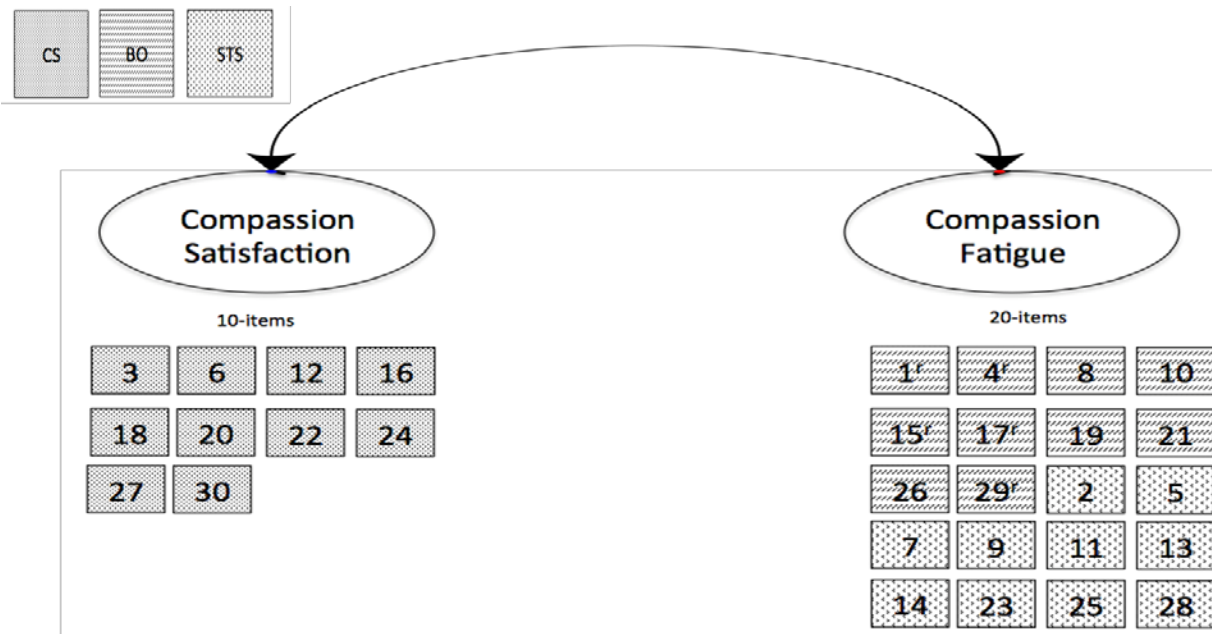 CS BO STS
Compassion
Satisfaction
Compassion
Fatigue
10-items
20-items
3 6 12 16
18 20 22 24
27 30
1ʳ 4ʳ 8 10
15ʳ 17ʳ 19 21
26 29ʳ 2 5
7 9 11 13
14 23 25 28